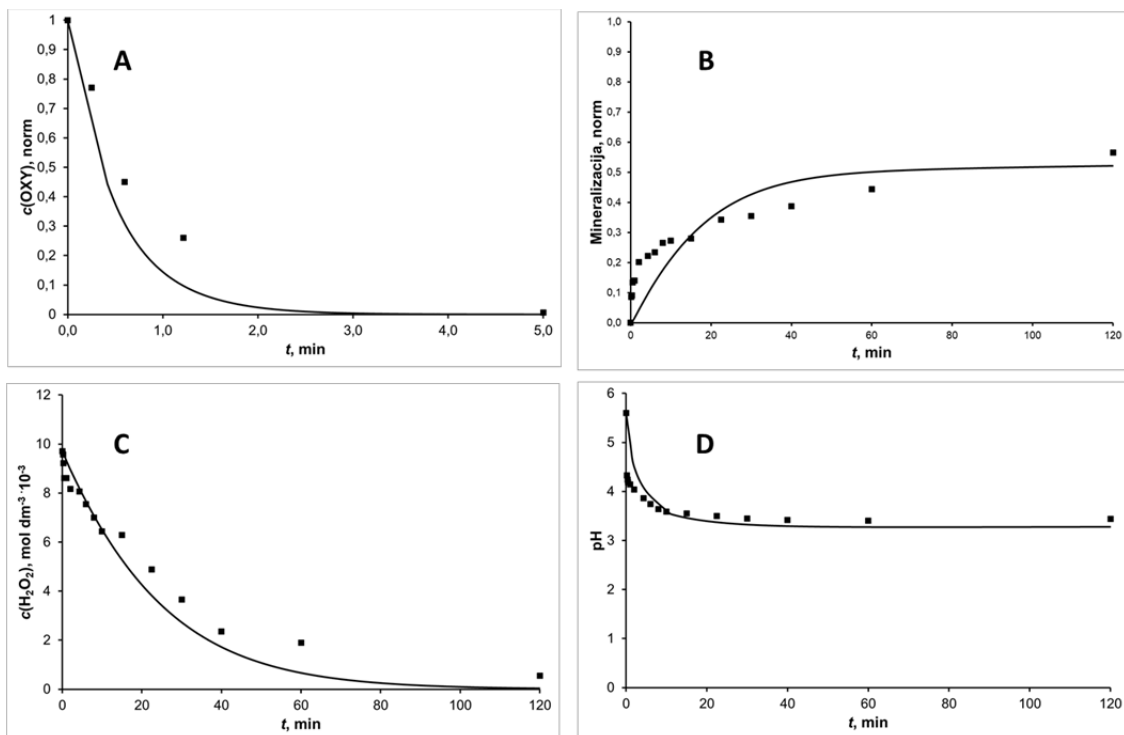 A
c(OXY), norm
1
0,9
0,8
0,7
0,6
0,5
0,4
0,3
0,2
0,1
0
0,0 1,0 2,0 3,0 4,0 5,0
t, min
B
Mineralizacija, norm
1,0
0,9
0,8
0,7
0,6
0,5
0,4
0,3
0,2
0,1
0,0
0 20 40 60 80 100 120
t, min
C
c(H₂O₂), mol dm⁻³·10⁻³
12
10
8
6
4
2
0
0 20 40 60 80 100 120
t, min
D
pH
6
5
4
3
2
1
0
0 20 40 60 80 100 120
t, min